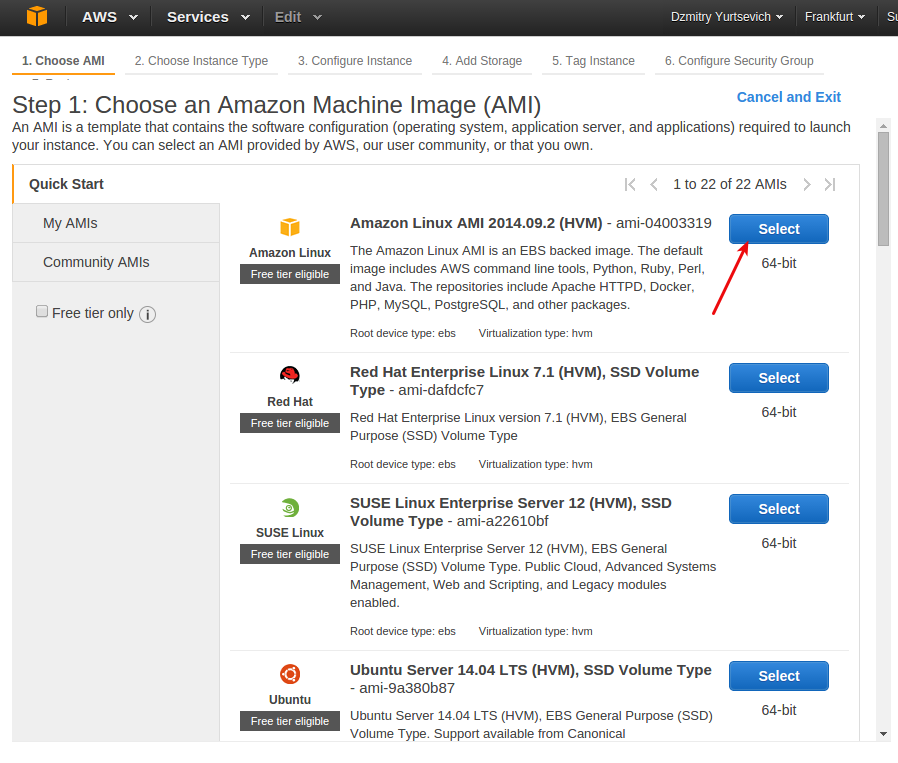 AWS Services Edit Dzmitry Yurtsevich Frankfurt
1. Choose AMI 2. Choose Instance Type 3. Configure Instance 4. Add Storage 5. Tag Instance 6. Configure Security Group
Step 1: Choose an Amazon Machine Image (AMI) Cancel and Exit
An AMI is a template that contains the software configuration (operating system, application server, and applications) required to launch
your instance. You can select an AMI provided by AWS, our user community, or that you own.
Quick Start 1 to 22 of 22 AMIs
My AMIs
Community AMIs
Free tier only i
Amazon Linux
Free tier eligible
Amazon Linux AMI 2014.09.2 (HVM) - ami-04003319
The Amazon Linux AMI is an EBS backed image. The default
image includes AWS command line tools, Python, Ruby, Perl,
and Java. The repositories include Apache HTTPD, Docker,
PHP, MySQL, PostgreSQL, and other packages.
Root device type: ebs Virtualization type: hvm
Select
64-bit
Red Hat
Free tier eligible
Red Hat Enterprise Linux 7.1 (HVM), SSD Volume
Type - ami-dafdcfc7
Red Hat Enterprise Linux version 7.1 (HVM), EBS General
Purpose (SSD) Volume Type
Root device type: ebs Virtualization type: hvm
Select
64-bit
SUSE Linux
Free tier eligible
SUSE Linux Enterprise Server 12 (HVM), SSD
Volume Type - ami-a22610bf
SUSE Linux Enterprise Server 12 (HVM), EBS General
Purpose (SSD) Volume Type. Public Cloud, Advanced Systems
Management, Web and Scripting, and Legacy modules
enabled.
Root device type: ebs Virtualization type: hvm
Select
64-bit
Ubuntu
Free tier eligible
Ubuntu Server 14.04 LTS (HVM), SSD Volume Type
- ami-9a380b87
Ubuntu Server 14.04 LTS (HVM), EBS General Purpose (SSD)
Volume Type. Support available from Canonical
Select
64-bit